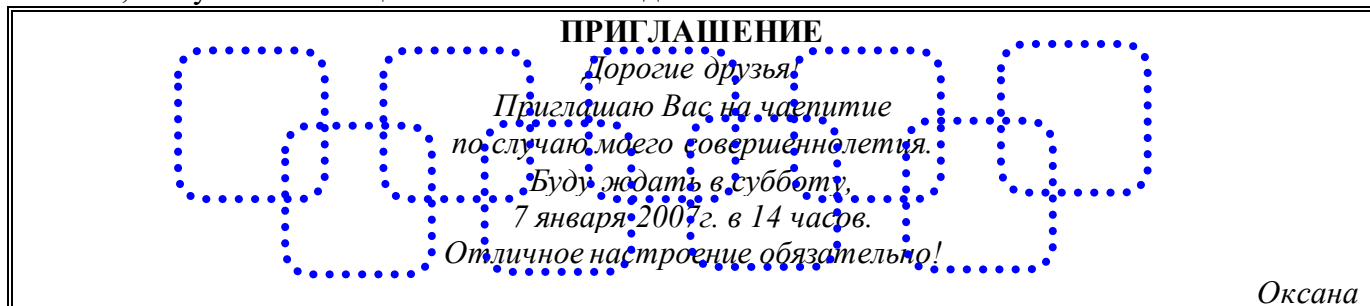 ПРИГЛАШЕНИЕ
Дорогие друзья!
Приглашаю Вас на чаепитие
по случаю моего совершеннолетия.
Буду ждать в субботу,
7 января 2007г. в 14 часов.
Отличное настроение обязательно!
Оксана